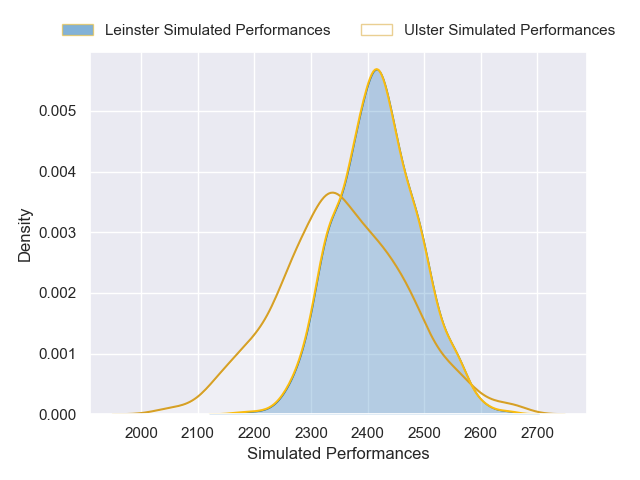 Leinster Simulated Performances Ulster Simulated Performances
0.005
0.004
0.003
0.002
0.001
0.000
Density
2000 2100 2200 2300 2400 2500 2600 2700
Simulated Performances